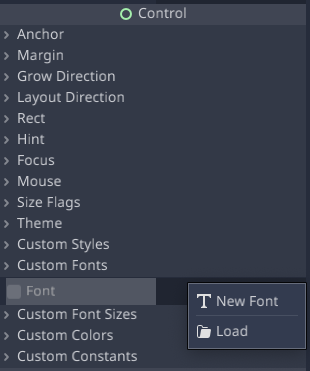 Control
Anchor
Margin
Grow Direction
Layout Direction
Rect
Hint
Focus
Mouse
Size Flags
Theme
Custom Styles
Custom Fonts
Font
New Font
Load
Custom Font Sizes
Custom Colors
Custom Constants